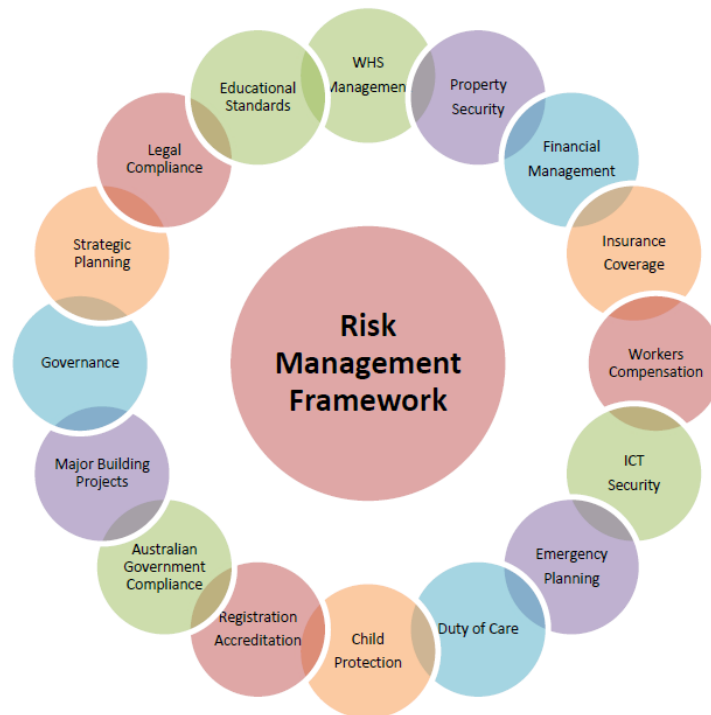 WHS
Management
Property
Security
Financial
Management
Insurance
Coverage
Workers
Compensation
ICT
Security
Emergency
Planning
Duty of Care
Child
Protection
Registration
Accreditation
Australian
Government
Compliance
Major Building
Projects
Governance
Strategic
Planning
Legal
Compliance
Educational
Standards
Risk
Management
Framework